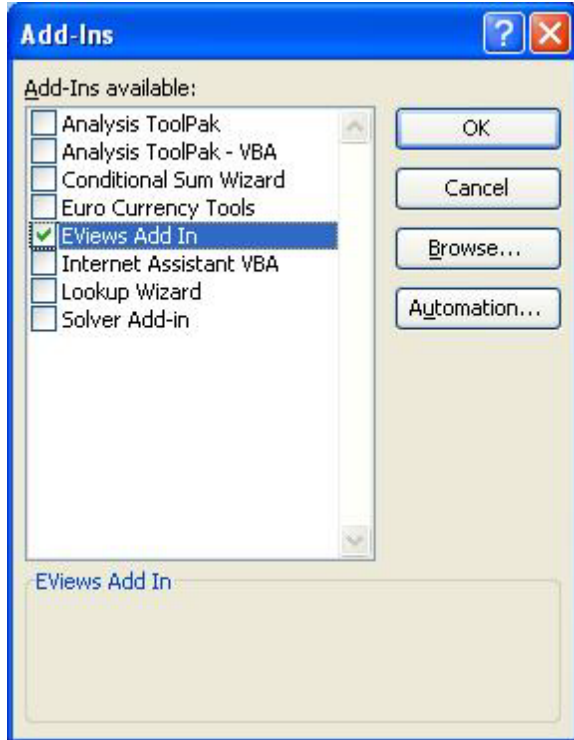 Add-Ins
Add-Ins available:
Analysis ToolPak
Analysis ToolPak - VBA
Conditional Sum Wizard
Euro Currency Tools
EViews Add In
Internet Assistant VBA
Lookup Wizard
Solver Add-in
OK
Cancel
Browse...
Automation...
EViews Add In